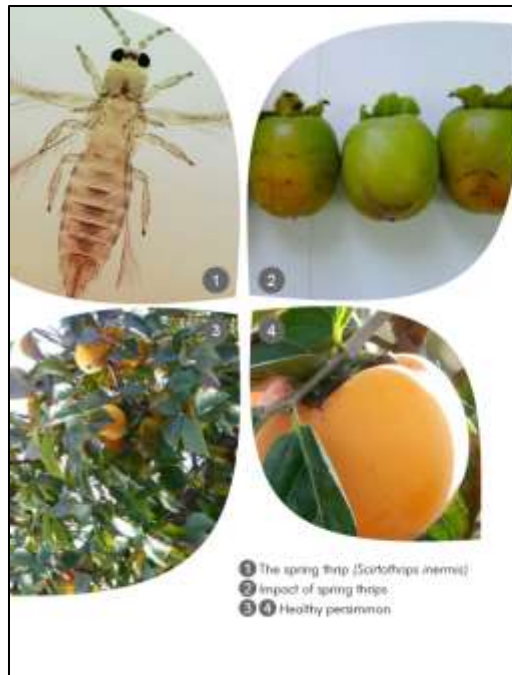 1
2
3
4
1 The spring thrip (Scirtothrips inermis)
2 Impact of spring thrips
3 4 Healthy persimmon